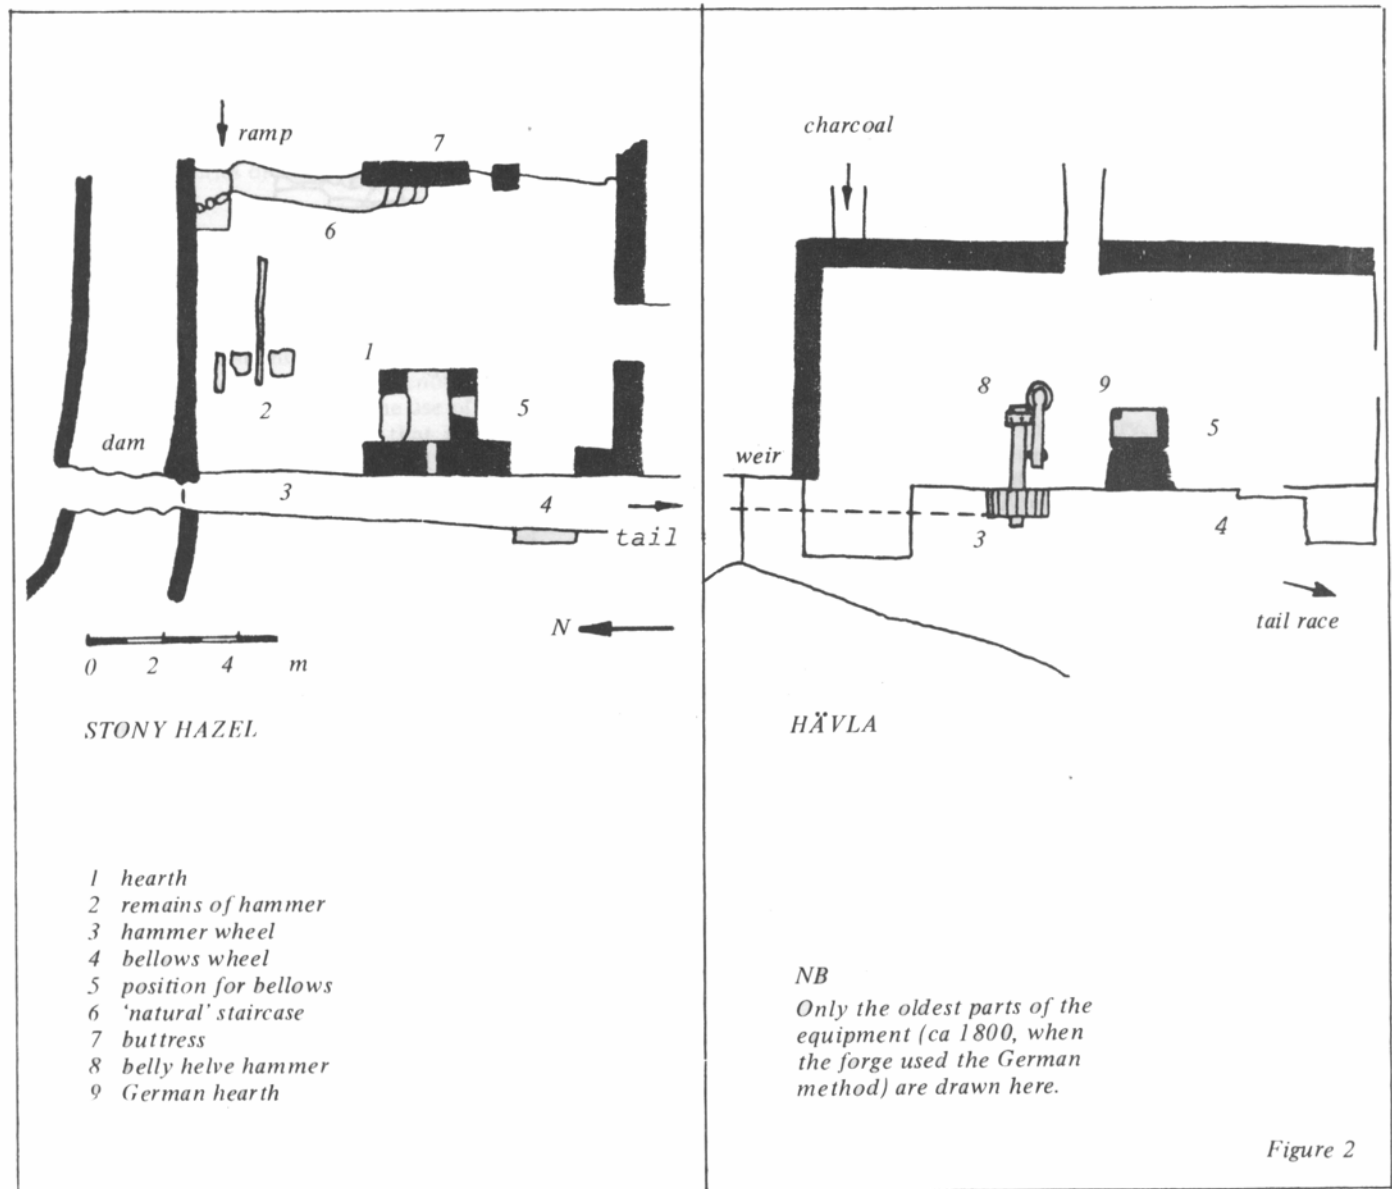 ramp
7
6
1
2
5
dam
3
4
tail
N
0 2 4 m
STONY HAZEL
1 hearth
2 remains of hammer
3 hammer wheel
4 bellows wheel
5 position for bellows
6 'natural' staircase
7 buttress
8 belly helve hammer
9 German hearth
charcoal
8
9
5
weir
3
4
tail race
HÄVLA
NB
Only the oldest parts of the
equipment (ca 1800, when
the forge used the German
method) are drawn here.
Figure 2